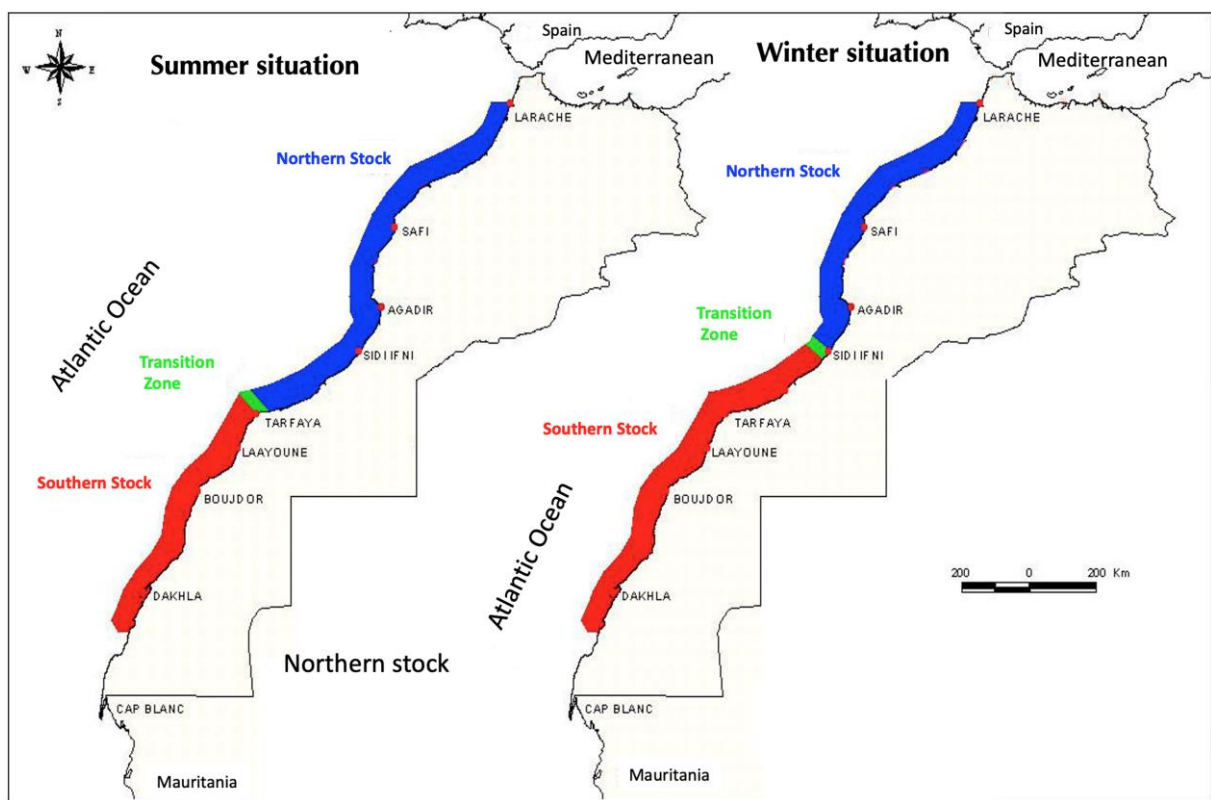 N
W
E
S
Summer situation
Spain
Mediterranean
LARACHE
Northern Stock
SAFI
Atlantic Ocean
AGADIR
SIDI IFNI
Transition
Zone
TARFAYA
LAAYOUNE
Southern Stock
BOUJDOR
DAKHLA
Northern stock
CAP BLANC
Mauritania
Winter situation
Spain
Mediterranean
LARACHE
Northern Stock
SAFI
AGADIR
Transition
Zone
SIDI IFNI
TARFAYA
Southern Stock
LAAYOUNE
BOUJDOR
Atlantic Ocean
DAKHLA
200 0 200 Km
CAP BLANC
Mauritania